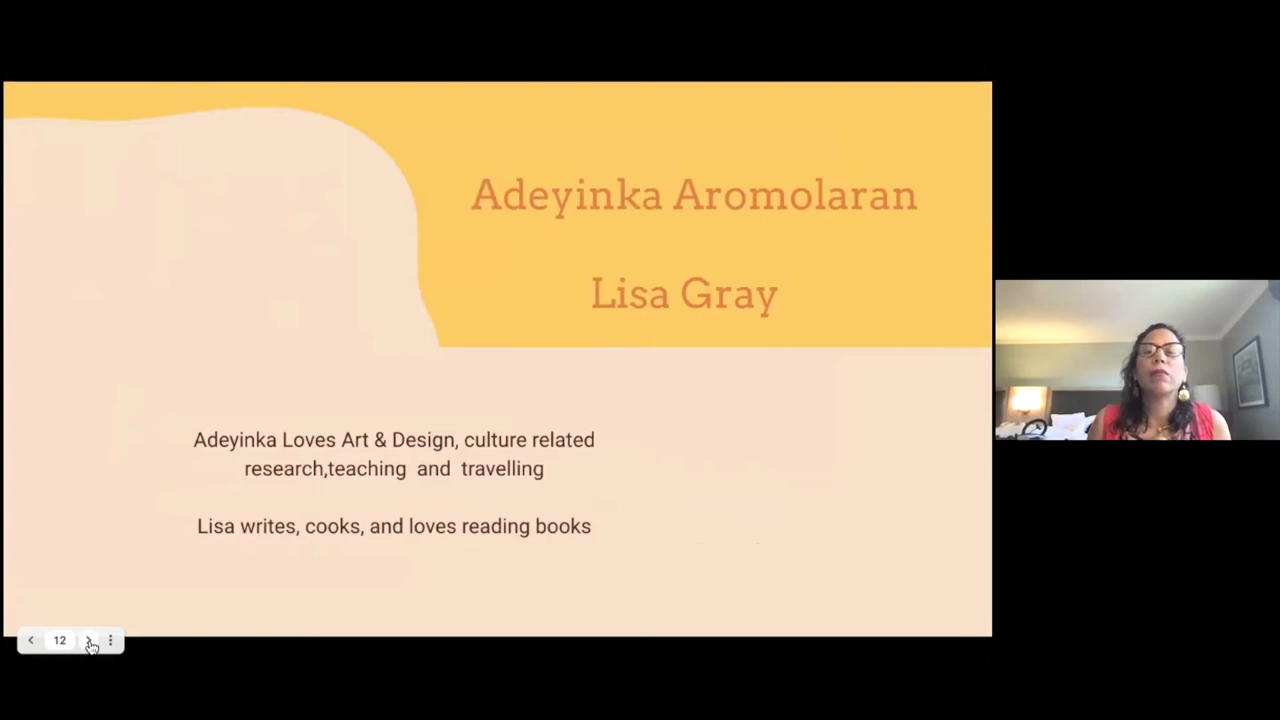 Adeyinka Aromolaran
Lisa Gray
Adeyinka Loves Art & Design, culture related
research,teaching and travelling
Lisa writes, cooks, and loves reading books
12